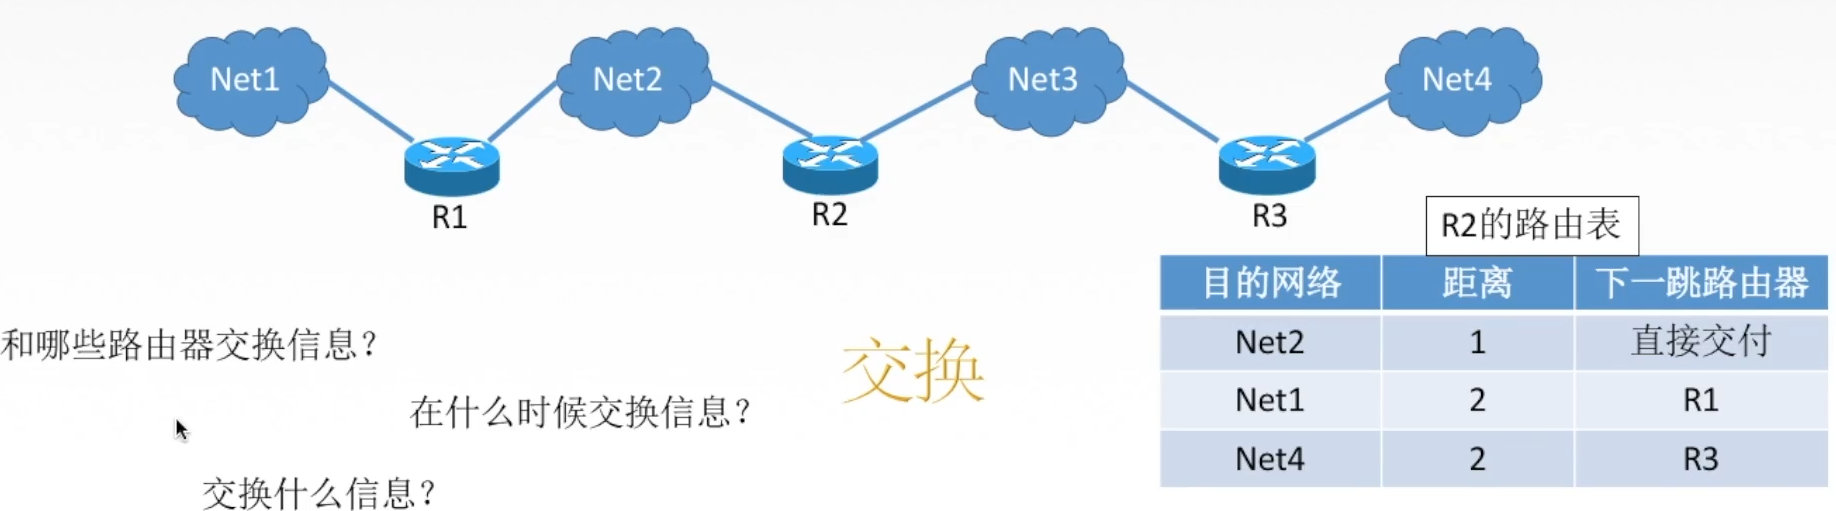 Net1
Net2
Net3
Net4
R1
R2
R3
R2的路由表
目的网络 距离 下一跳路由器
Net2 1 直接交付
Net1 2 R1
Net4 2 R3
和哪些路由器交换信息?
交换
在什么时候交换信息?
交换什么信息?